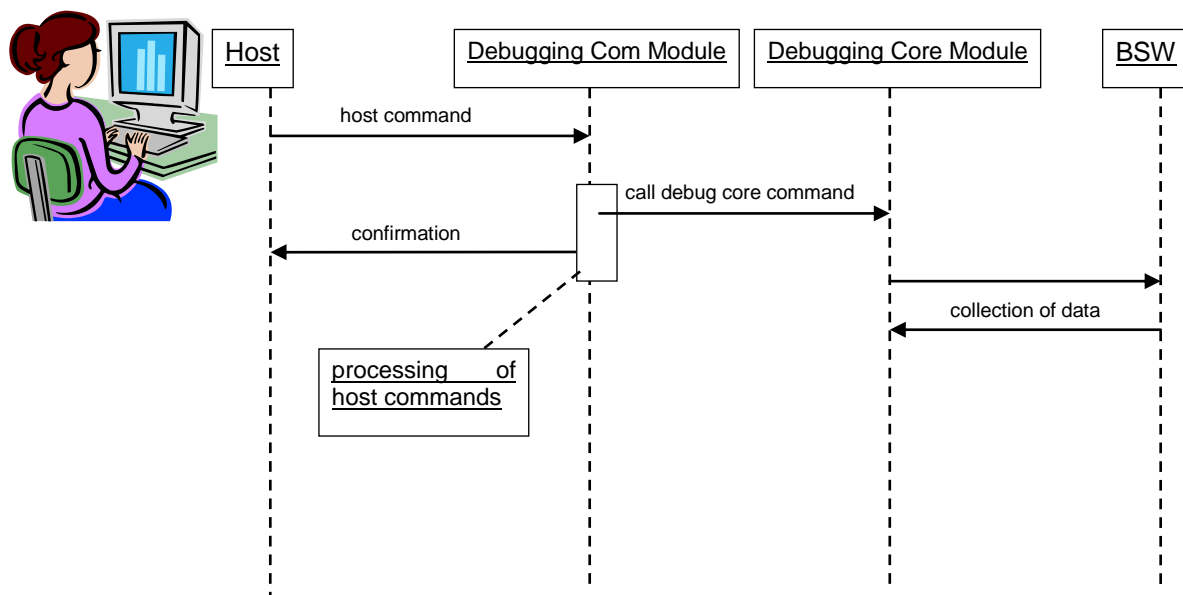 Host
Debugging Com Module
Debugging Core Module
BSW
host command
call debug core command
confirmation
collection of data
processing of
host commands